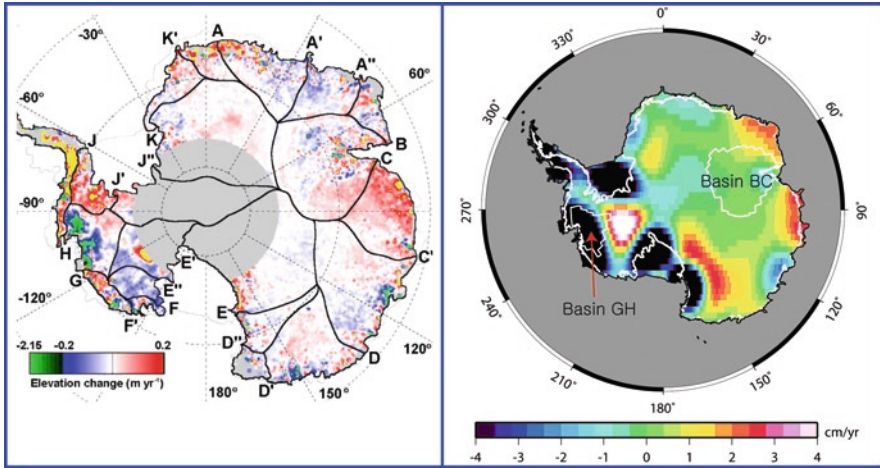 -30°
K'
A
A'
A"
60°
-60°
K
B
J
J"
C
J'
-90°
90°
H
E'
C'
G
E"
-120°
F
E
F'
D"
D
120°
-2.15
-0.2
0.2
D'
150°
Elevation change (m yr⁻¹)
180°
0°
330°
30°
300°
60°
Basin BC
270°
90°
240°
Basin GH
120°
210°
150°
180°
cm/yr
-4 -3 -2 -1 0 1 2 3 4